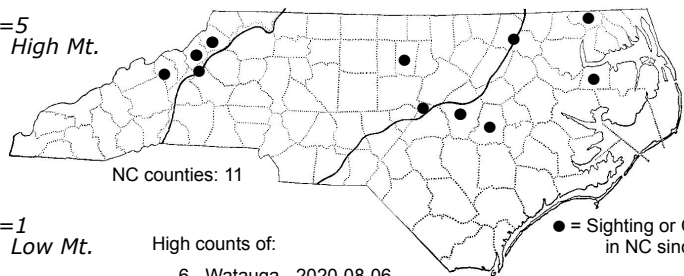 =5
High Mt.
NC counties: 11
=1
Low Mt.
High counts of:
● = Sighting or
in NC
6 - Watauga - 2020-08-06